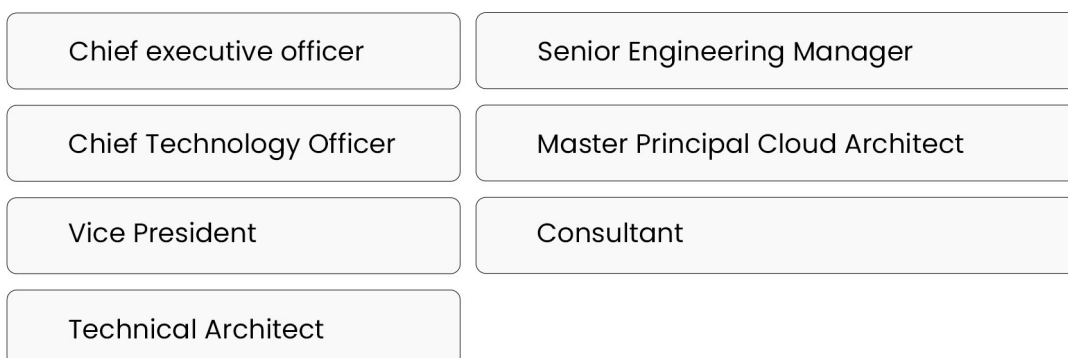 Chief executive officer
Senior Engineering Manager
Chief Technology Officer
Master Principal Cloud Architect
Vice President
Consultant
Technical Architect